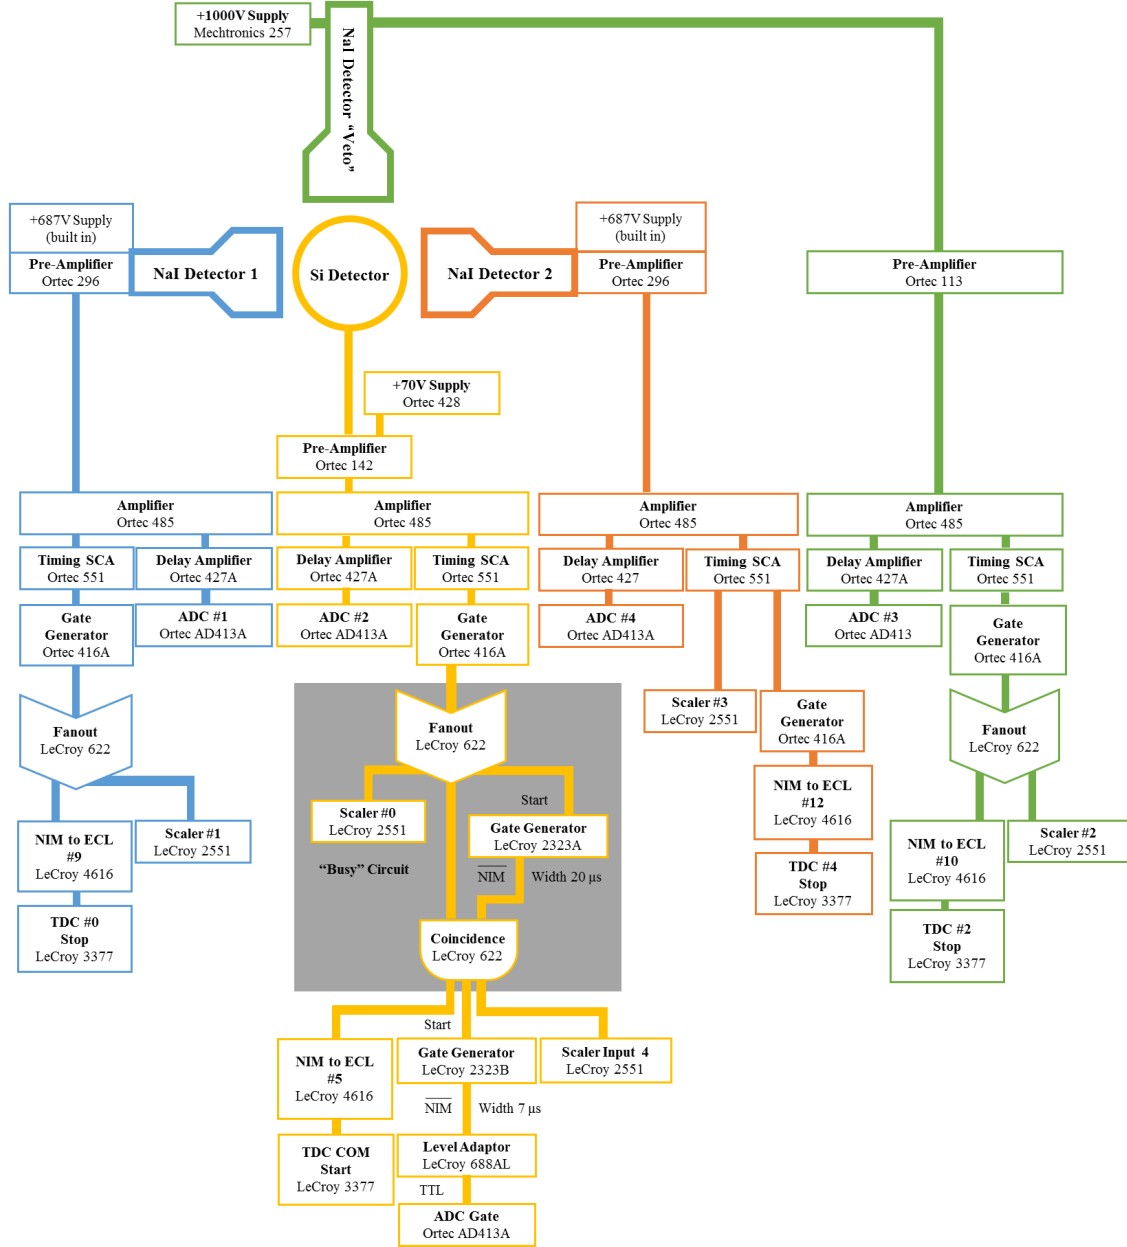 +1000V Supply
Mechtronics 257
NaI Detector “Veto”
+687V Supply
(built in)
Pre-Amplifier
Ortec 296
NaI Detector 1
Si Detector
NaI Detector 2
+687V Supply
(built in)
Pre-Amplifier
Ortec 296
Pre-Amplifier
Ortec 113
+70V Supply
Ortec 428
Pre-Amplifier
Ortec 142
Amplifier
Ortec 485
Amplifier
Ortec 485
Amplifier
Ortec 485
Amplifier
Ortec 485
Timing SCA
Ortec 551
Delay Amplifier
Ortec 427A
Delay Amplifier
Ortec 427A
Timing SCA
Ortec 551
Delay Amplifier
Ortec 427
Timing SCA
Ortec 551
Delay Amplifier
Ortec 427A
Timing SCA
Ortec 551
Gate
Generator
Ortec 416A
ADC #1
Ortec AD413A
ADC #2
Ortec AD413A
Gate
Generator
Ortec 416A
ADC #4
Ortec AD413A
ADC #3
Ortec AD413
Gate
Generator
Ortec 416A
Fanout
LeCroy 622
Fanout
LeCroy 622
Scaler #3
LeCroy 2551
Gate
Generator
Ortec 416A
Fanout
LeCroy 622
Scaler #0
LeCroy 2551
Start
Gate Generator
LeCroy 2323A
“Busy” Circuit
NIM
Width 20 µs
Coincidence
LeCroy 622
NIM to ECL
#9
LeCroy 4616
Scaler #1
LeCroy 2551
TDC #0
Stop
LeCroy 3377
NIM to ECL
#12
LeCroy 4616
TDC #4
Stop
LeCroy 3377
NIM to ECL
#10
LeCroy 4616
Scaler #2
LeCroy 2551
TDC #2
Stop
LeCroy 3377
Start
NIM to ECL
#5
LeCroy 4616
Gate Generator
LeCroy 2323B
Scaler Input 4
LeCroy 2551
NIM
Width 7 µs
TDC COM
Start
LeCroy 3377
Level Adaptor
LeCroy 688AL
TTL
ADC Gate
Ortec AD413A